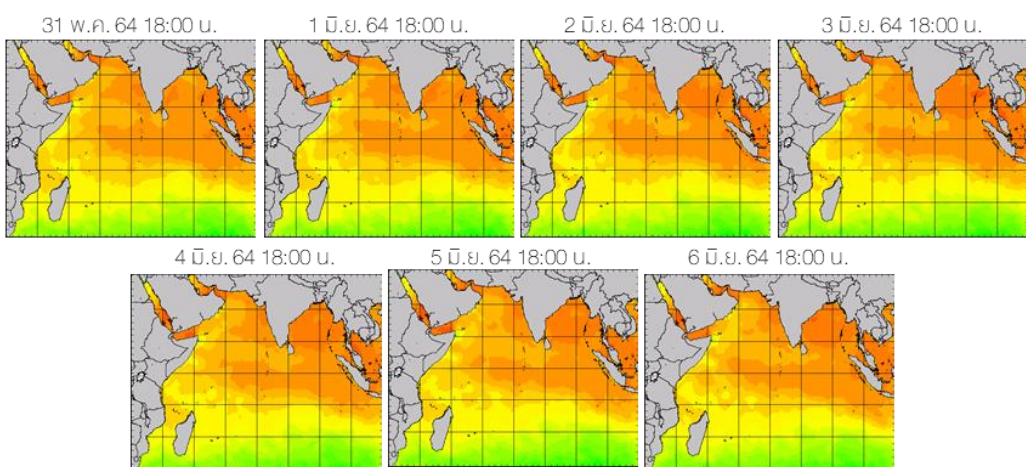 31 พ.ค. 64 18:00 น.
1 มิ.ย. 64 18:00 น.
2 มิ.ย. 64 18:00 น.
3 มิ.ย. 64 18:00 น.
4 มิ.ย. 64 18:00 น.
5 มิ.ย. 64 18:00 น.
6 มิ.ย. 64 18:00 น.